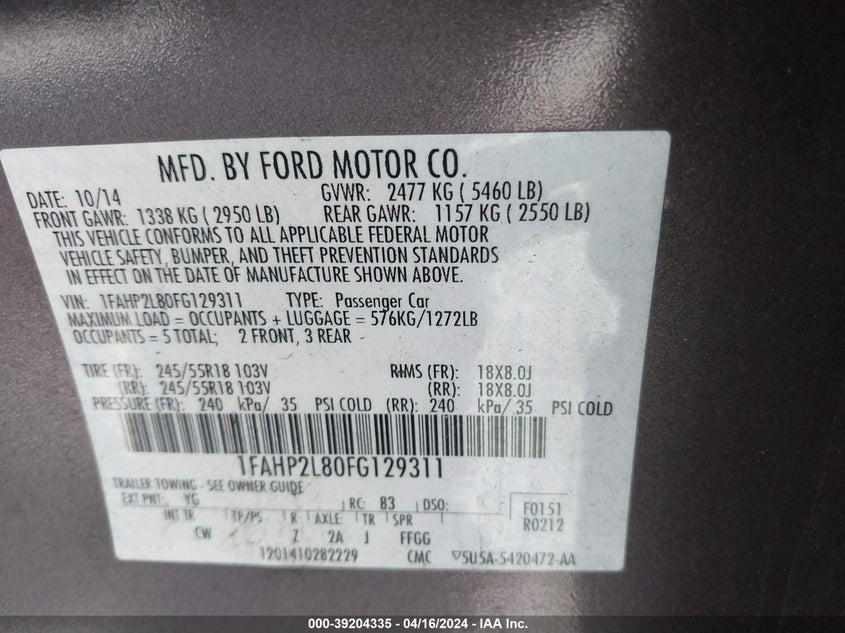 MFD. BY FORD MOTOR CO.
DATE: 10/14 GVWR: 2477 KG ( 5460 LB)
FRONT GAWR: 1338 KG ( 2950 LB) REAR GAWR: 1157 KG ( 2550 LB)
THIS VEHICLE CONFORMS TO ALL APPLICABLE FEDERAL MOTOR
VEHICLE SAFETY, BUMPER, AND THEFT PREVENTION STANDARDS
IN EFFECT ON THE DATE OF MANUFACTURE SHOWN ABOVE.
VIN: 1FAHP2L80FG129311 TYPE: Passenger Car
MAXIMUM LOAD = OCCUPANTS + LUGGAGE = 576KG/1272LB
OCCUPANTS = 5 TOTAL; 2 FRONT, 3 REAR
TIRE (FR): 245/55R18 103V RIMS (FR): 18X8.0J
(RR): 245/55R18 103V (RR): 18X8.0J
PRESSURE (FR): 240 kPa/ 35 PSI COLD (RR): 240 kPa/ 35 PSI COLD
1FAHP2L80FG129311
TRAILER TOWING - SEE OWNER GUIDE
EXT PNT: YG RC: 83 DSO: F0151
R0212
INT TR TP/PS R AXLE TR SPR
CW Z 2A J FFGG
1201410282229 CMC 5U5A-5420472-AA
000-39204335 - 04/16/2024 - IAA Inc.